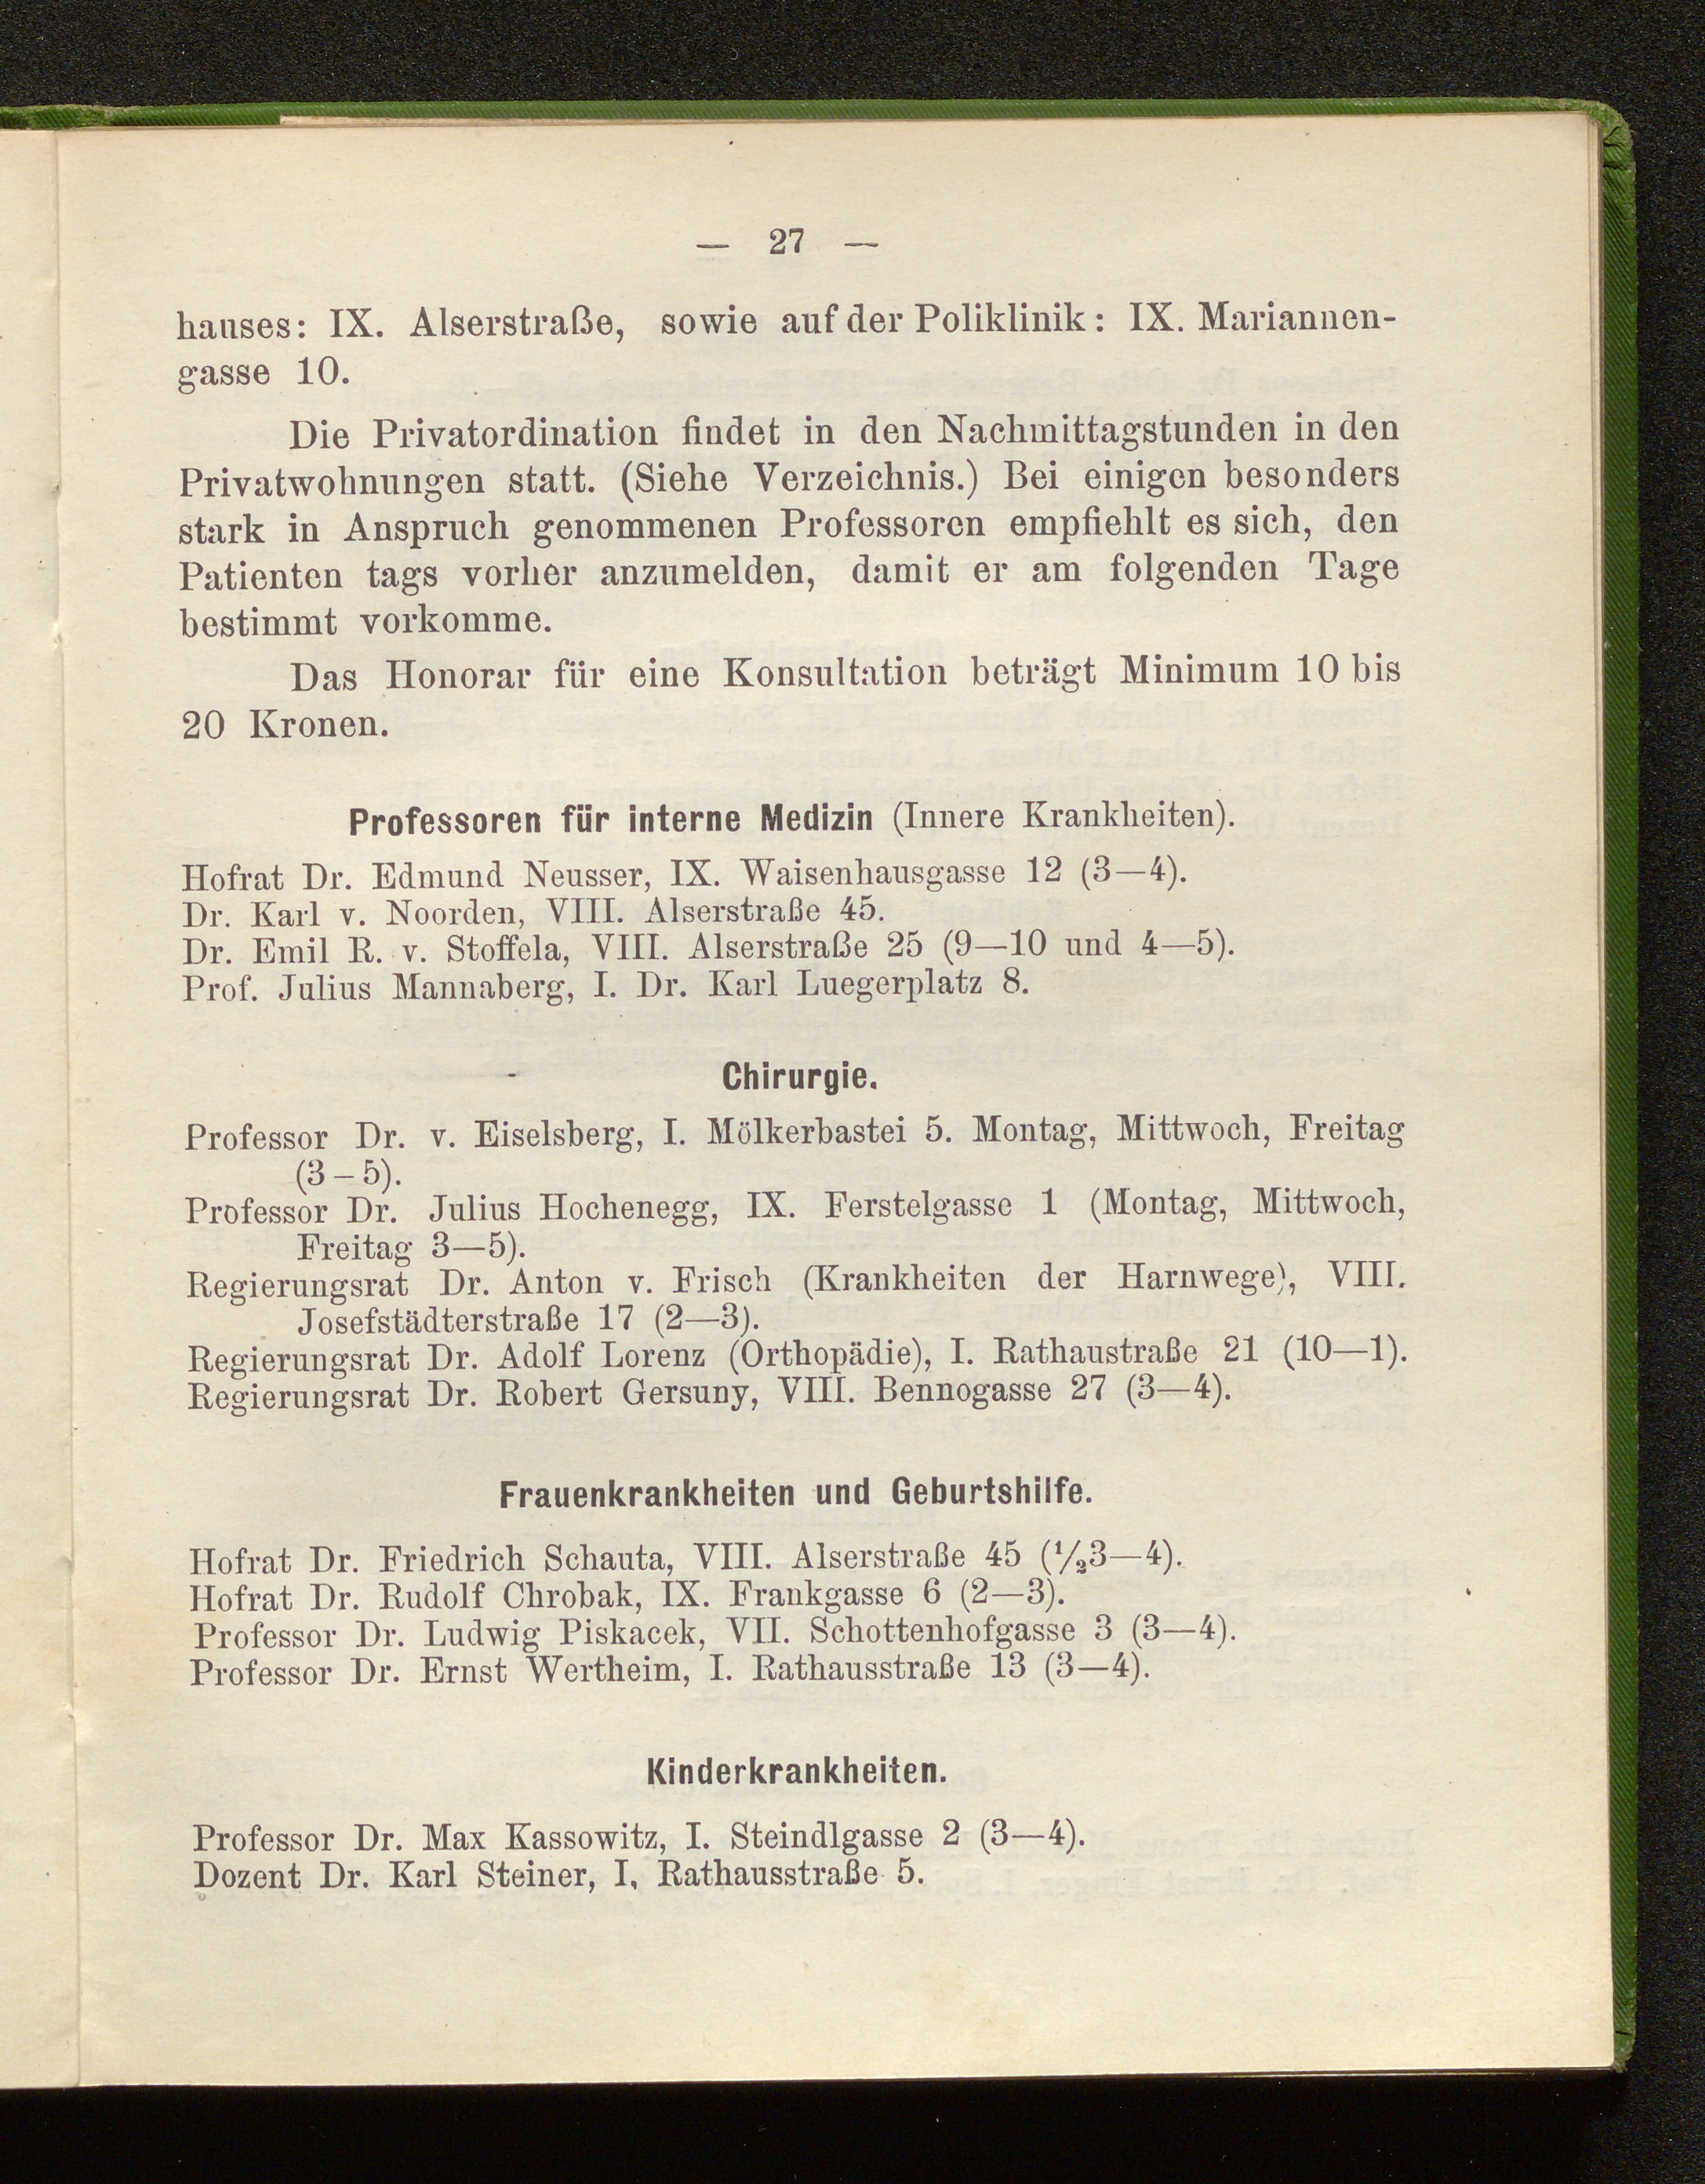 — 27 —
hauses: IX. Alserstraße, sowie auf der Poliklinik: IX. Mariannen-
gasse 10.
Die Privatordination findet in den Nachmittagstunden in den
Privatwohnungen statt. (Siehe Verzeichnis.) Bei einigen besonders
stark in Anspruch genommenen Professoren empfiehlt es sich, den
Patienten tags vorher anzumelden, damit er am folgenden Tage
bestimmt vorkomme.
Das Honorar für eine Konsultation beträgt Minimum 10 bis
20 Kronen.
Professoren für interne Medizin (Innere Krankheiten).
Hofrat Dr. Edmund Neusser, IX. Waisenhausgasse 12 (3—4).
Dr. Karl v. Noorden, VIII. Alserstraße 45.
Dr. Emil R. v. Stoffela, VIII. Alserstraße 25 (9—10 und 4—5).
Prof. Julius Mannaberg, I. Dr. Karl Luegerplatz 8.
Chirurgie.
Professor Dr. v. Eiselsberg, I. Mölkerbastei 5. Montag, Mittwoch, Freitag
(3–5).
Professor Dr. Julius Hochenegg, IX. Ferstelgasse 1 (Montag, Mittwoch,
Freitag 3—5).
Regierungsrat Dr. Anton v. Frisch (Krankheiten der Harnwege), VIII.
Josefstädterstraße 17 (2—3).
Regierungsrat Dr. Adolf Lorenz (Orthopädie), I. Rathaustraße 21 (10—1).
Regierungsrat Dr. Robert Gersuny, VIII. Bennogasse 27 (3—4).
Frauenkrankheiten und Geburtshilfe.
Hofrat Dr. Friedrich Schauta, VIII. Alserstraße 45 (1/23—4).
Hofrat Dr. Rudolf Chrobak, IX. Frankgasse 6 (2—3).
Professor Dr. Ludwig Piskacek, VII. Schottenhofgasse 3 (3—4).
Professor Dr. Ernst Wertheim, I. Rathausstraße 13 (3—4).
Kinderkrankheiten.
Professor Dr. Max Kassowitz, I. Steindlgasse 2 (3—4).
Dozent Dr. Karl Steiner, I. Rathausstraße 5.